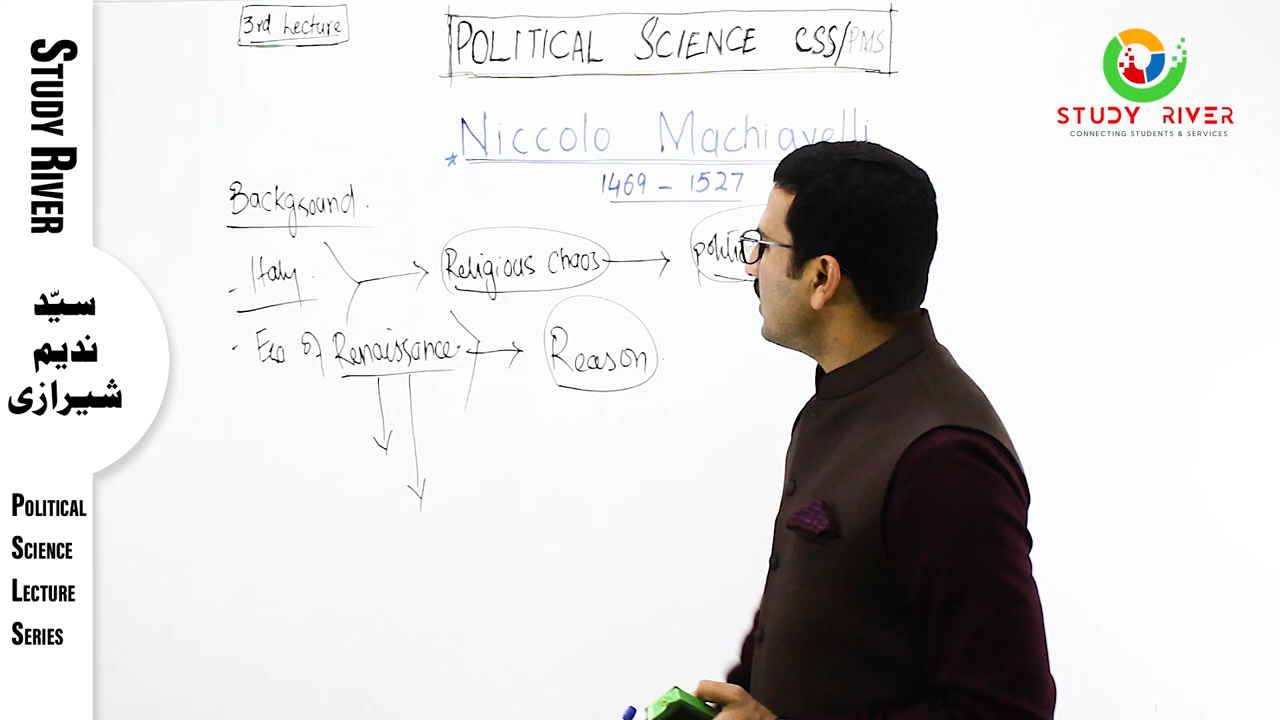 STUDY RIVER
سیّد
ندیم
شیرازی
POLITICAL
SCIENCE
LECTURE
SERIES
3rd Lecture
POLITICAL SCIENCE CSS/PMS
STUDY RIVER
CONNECTING STUDENTS & SERVICES
Niccolo Machiavelli
1469 - 1527
Background.
- Italy.
Religious chaos
- Era of Renaissance.
Reason